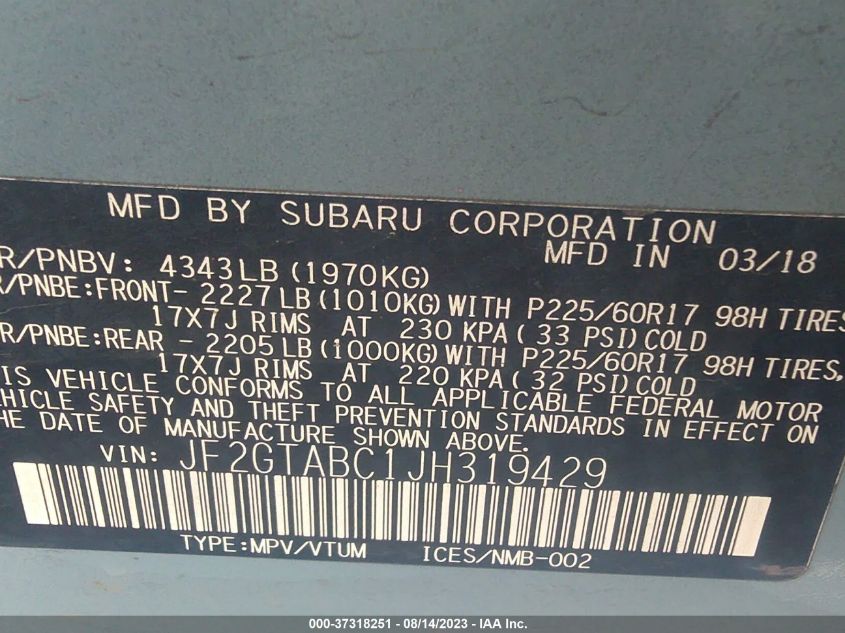 MFD BY SUBARU CORPORATION
MFD IN 03/18
R/PNBV: 4343LB (1970KG)
R/PNBE:FRONT- 2227LB(1010KG)WITH P225/60R17 98H TIRES
17X7J RIMS AT 230 KPA( 33 PSI)COLD
R/PNBE:REAR - 2205LB(1000KG)WITH P225/60R17 98H TIRES,
17X7J RIMS AT 220 KPA( 32 PSI)COLD
IS VEHICLE CONFORMS TO ALL APPLICABLE FEDERAL MOTOR
EHICLE SAFETY AND THEFT PREVENTION STANDARDS IN EFFECT ON
HE DATE OF MANUFACTURE SHOWN ABOVE.
VIN: JF2GTABC1JH319429
TYPE:MPV/VTUM ICES/NMB-002
000-37318251 - 08/14/2023 - IAA Inc.